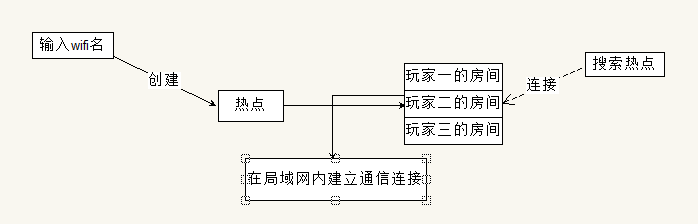 输入wifi名
创建
热点
玩家一的房间
玩家二的房间
玩家三的房间
连接
搜索热点
在局域网内建立通信连接